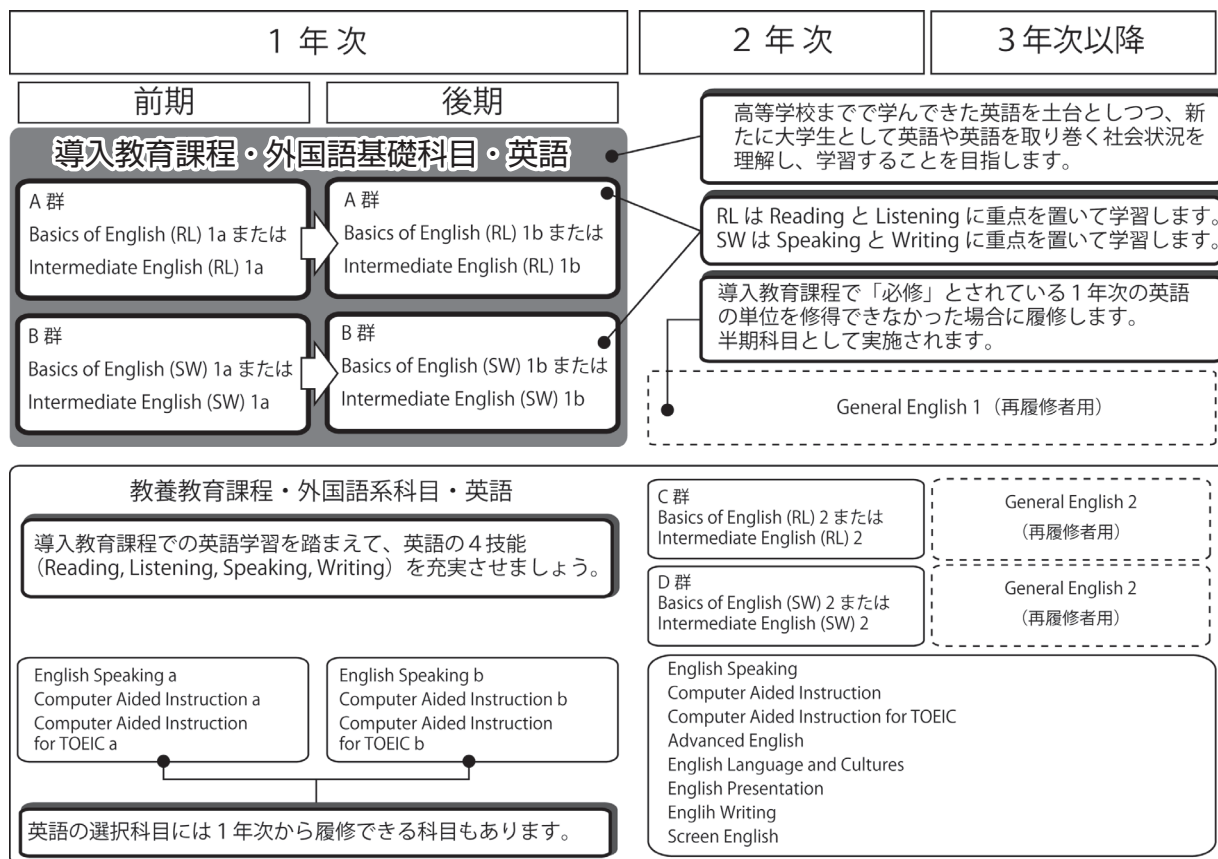 1 年 次
2 年 次
3年次以降
前期
後期
導入教育課程・外国語基礎科目・英語
A 群
Basics of English (RL) 1a または
Intermediate English (RL) 1a
A 群
Basics of English (RL) 1b または
Intermediate English (RL) 1b
B 群
Basics of English (SW) 1a または
Intermediate English (SW) 1a
B 群
Basics of English (SW) 1b または
Intermediate English (SW) 1b
高等学校までで学んできた英語を土台としつつ、新
たに大学生として英語や英語を取り巻く社会状況を
理解し、学習することを目指します。
RL は Reading と Listening に重点を置いて学習します。
SW は Speaking と Writing に重点を置いて学習します。
導入教育課程で「必修」とされている 1 年次の英語
の単位を修得できなかった場合に履修します。
半期科目として実施されます。
General English 1（再履修者用）
教養教育課程・外国語系科目・英語
導入教育課程での英語学習を踏まえて、英語の 4 技能
（Reading, Listening, Speaking, Writing）を充実させましょう。
C 群
Basics of English (RL) 2 または
Intermediate English (RL) 2
General English 2
（再履修者用）
D 群
Basics of English (SW) 2 または
Intermediate English (SW) 2
General English 2
（再履修者用）
English Speaking a
Computer Aided Instruction a
Computer Aided Instruction
for TOEIC a
English Speaking b
Computer Aided Instruction b
Computer Aided Instruction
for TOEIC b
英語の選択科目には 1 年次から履修できる科目もあります。
English Speaking
Computer Aided Instruction
Computer Aided Instruction for TOEIC
Advanced English
English Language and Cultures
English Presentation
Englih Writing
Screen English